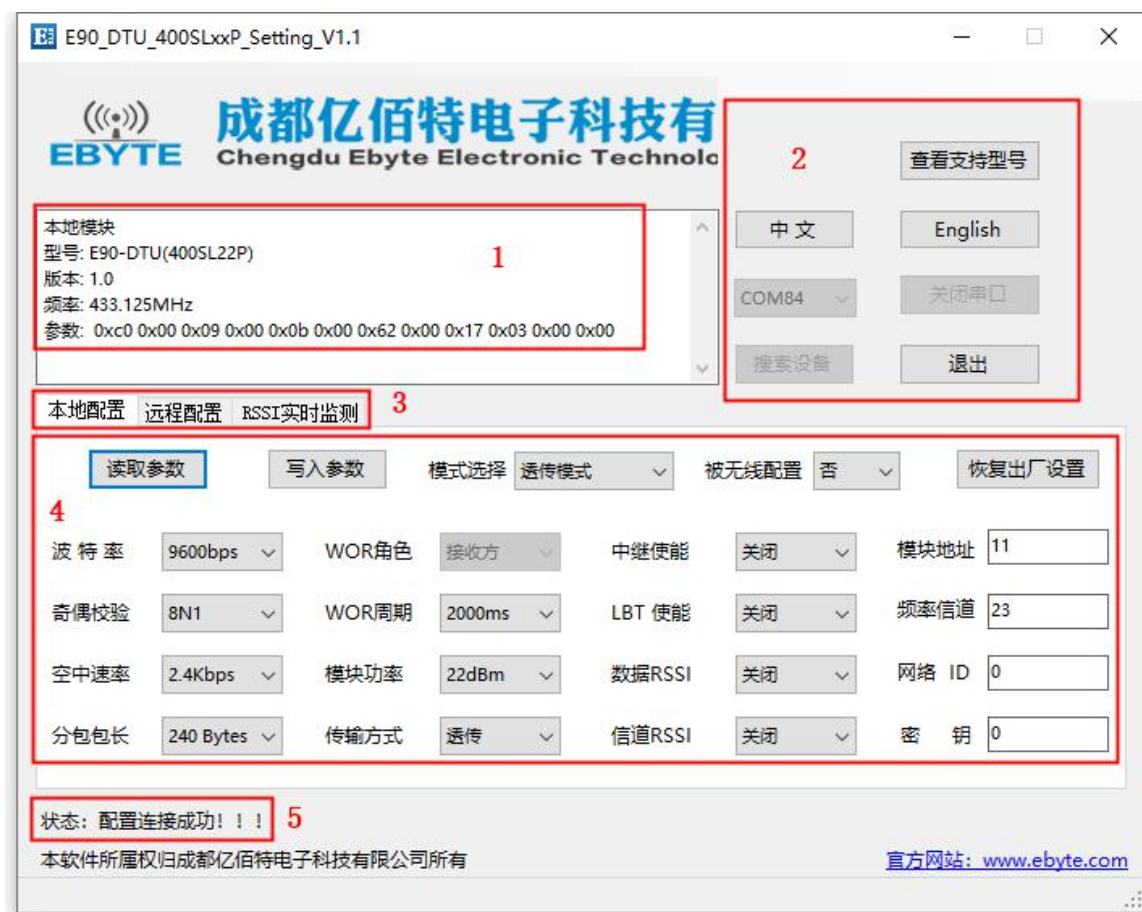 E90_DTU_400SLxxP_Setting_V1.1
EBYTE
成都亿佰特电子科技有
Chengdu Ebyte Electronic Technolo
2
查看支持型号
中 文
English
COM84
关闭串口
搜索设备
退出
本地模块
型号: E90-DTU(400SL22P)
版本: 1.0
频率: 433.125MHz
参数: 0xc0 0x00 0x09 0x00 0x0b 0x00 0x62 0x00 0x17 0x03 0x00 0x00
1
本地配置 远程配置 RSSI实时监测
3
读取参数 写入参数 模式选择 透传模式 被无线配置 否 恢复出厂设置
4
波 特 率 9600bps WOR角色 接收方 中继使能 关闭 模块地址 11
奇偶校验 8N1 WOR周期 2000ms LBT 使能 关闭 频率信道 23
空中速率 2.4Kbps 模块功率 22dBm 数据RSSI 关闭 网络 ID 0
分包包长 240 Bytes 传输方式 透传 信道RSSI 关闭 密 钥 0
状态：配置连接成功！！！
5
本软件所属权归成都亿佰特电子科技有限公司所有
官方网站：www.ebyte.com